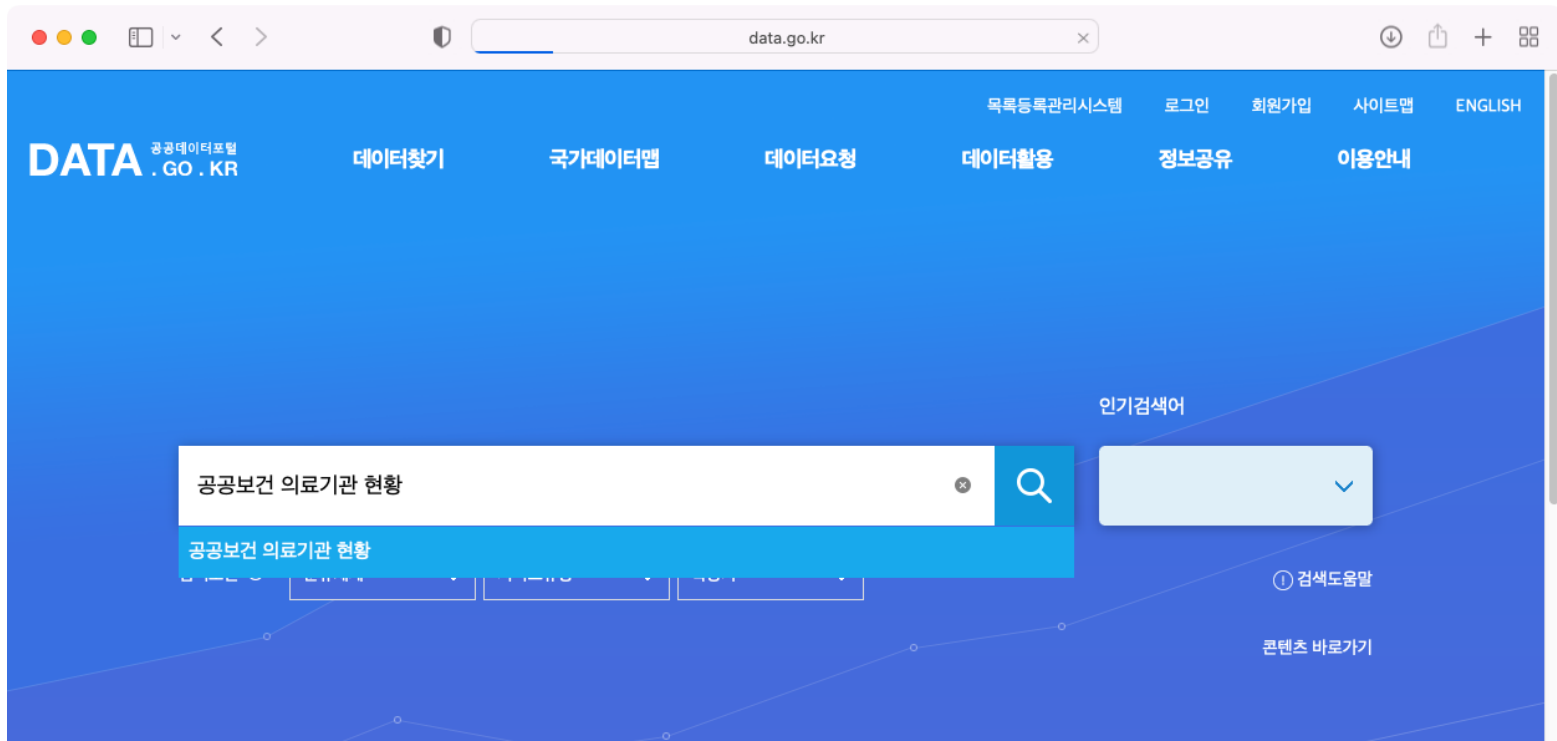 data.go.kr
목록등록관리시스템 로그인 회원가입 사이트맵 ENGLISH
DATA 공공데이터포털 . GO . KR
데이터찾기 국가데이터맵 데이터요청 데이터활용 정보공유 이용안내
인기검색어
공공보건 의료기관 현황
공공보건 의료기관 현황
검색도움말
콘텐츠 바로가기